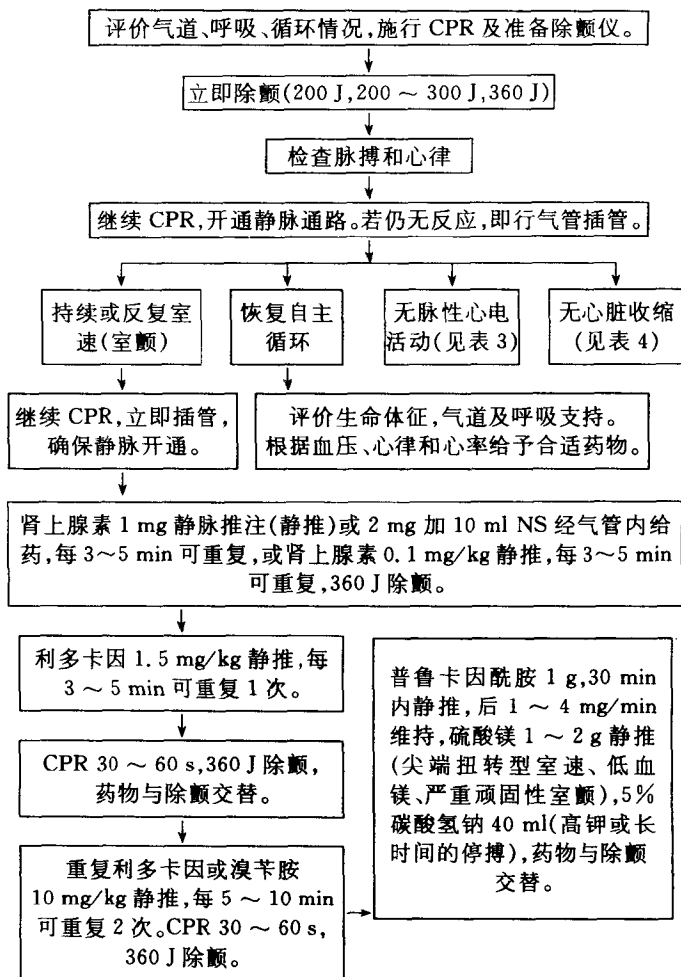 评价气道、呼吸、循环情况,施行 CPR 及准备除颤仪。
立即除颤(200 J,200 ~ 300 J,360 J)
检查脉搏和心律
继续 CPR,开通静脉通路。若仍无反应,即行气管插管。
持续或反复室
速(室颤)
恢复自主
循环
无脉性心电
活动(见表 3)
无心脏收缩
(见表 4)
继续 CPR,立即插管,
确保静脉开通。
评价生命体征,气道及呼吸支持。
根据血压、心律和心率给予合适药物。
肾上腺素 1 mg 静脉推注(静推)或 2 mg 加 10 ml NS 经气管内给
药,每 3~5 min 可重复,或肾上腺素 0.1 mg/kg 静推,每 3~5 min
可重复,360 J 除颤。
利多卡因 1.5 mg/kg 静推,每
3 ~ 5 min 可重复 1 次。
CPR 30 ~ 60 s,360 J 除颤,
药物与除颤交替。
重复利多卡因或溴苄胺
10 mg/kg 静推,每 5 ~ 10 min
可重复 2 次。CPR 30 ~ 60 s,
360 J 除颤。
普鲁卡因酰胺 1 g,30 min
内静推,后 1 ~ 4 mg/min
维持,硫酸镁 1 ~ 2 g 静推
(尖端扭转型室速、低血
镁、严重顽固性室颤),5%
碳酸氢钠 40 ml(高钾或长
时间的停搏),药物与除颤
交替。